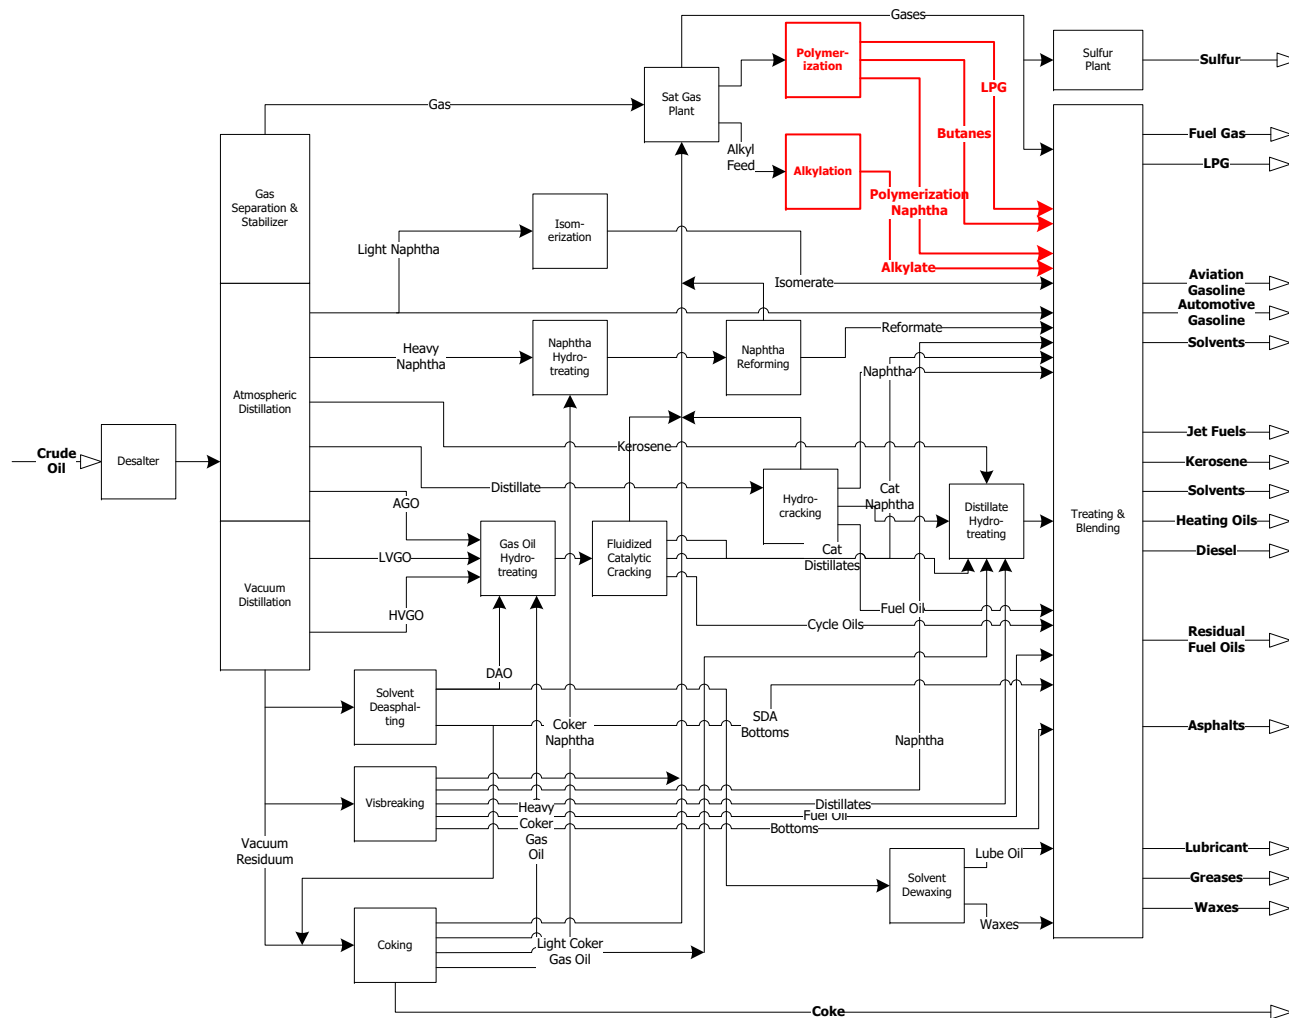 Gases
Polymer-
ization
Sulfur
Plant
Sulfur
LPG
Sat Gas
Plant
Gas
Butanes
Fuel Gas
LPG
Alkyl
Feed
Alkylation
Polymerization
Naphtha
Gas
Separation &
Stabilizer
Isom-
erization
Light Naphtha
Alkylate
Isomerate
Aviation
Gasoline
Automotive
Gasoline
Solvents
Heavy
Naphtha
Naphtha
Hydro-
treating
Naphtha
Reforming
Reformate
Naphtha
Atmospheric
Distillation
Kerosene
Jet Fuels
Crude
Oil
Desalter
Kerosene
Distillate
Hydro-
cracking
Cat
Naphtha
Distillate
Hydro-
treating
Solvents
AGO
Treating &
Blending
Heating Oils
Gas Oil
Hydro-
treating
Fluidized
Catalytic
Cracking
Cat
Distillates
Diesel
LVGO
Vacuum
Distillation
HVGO
Fuel Oil
Cycle Oils
Residual
Fuel Oils
DAO
Solvent
Deasphal-
ting
Coker
Naphtha
SDA
Bottoms
Naphtha
Asphalts
Visbreaking
Heavy
Coker
Gas
Oil
Distillates
Fuel Oil
Bottoms
Vacuum
Residuum
Lube Oil
Lubricant
Solvent
Dewaxing
Greases
Waxes
Waxes
Coking
Light Coker
Gas Oil
Coke